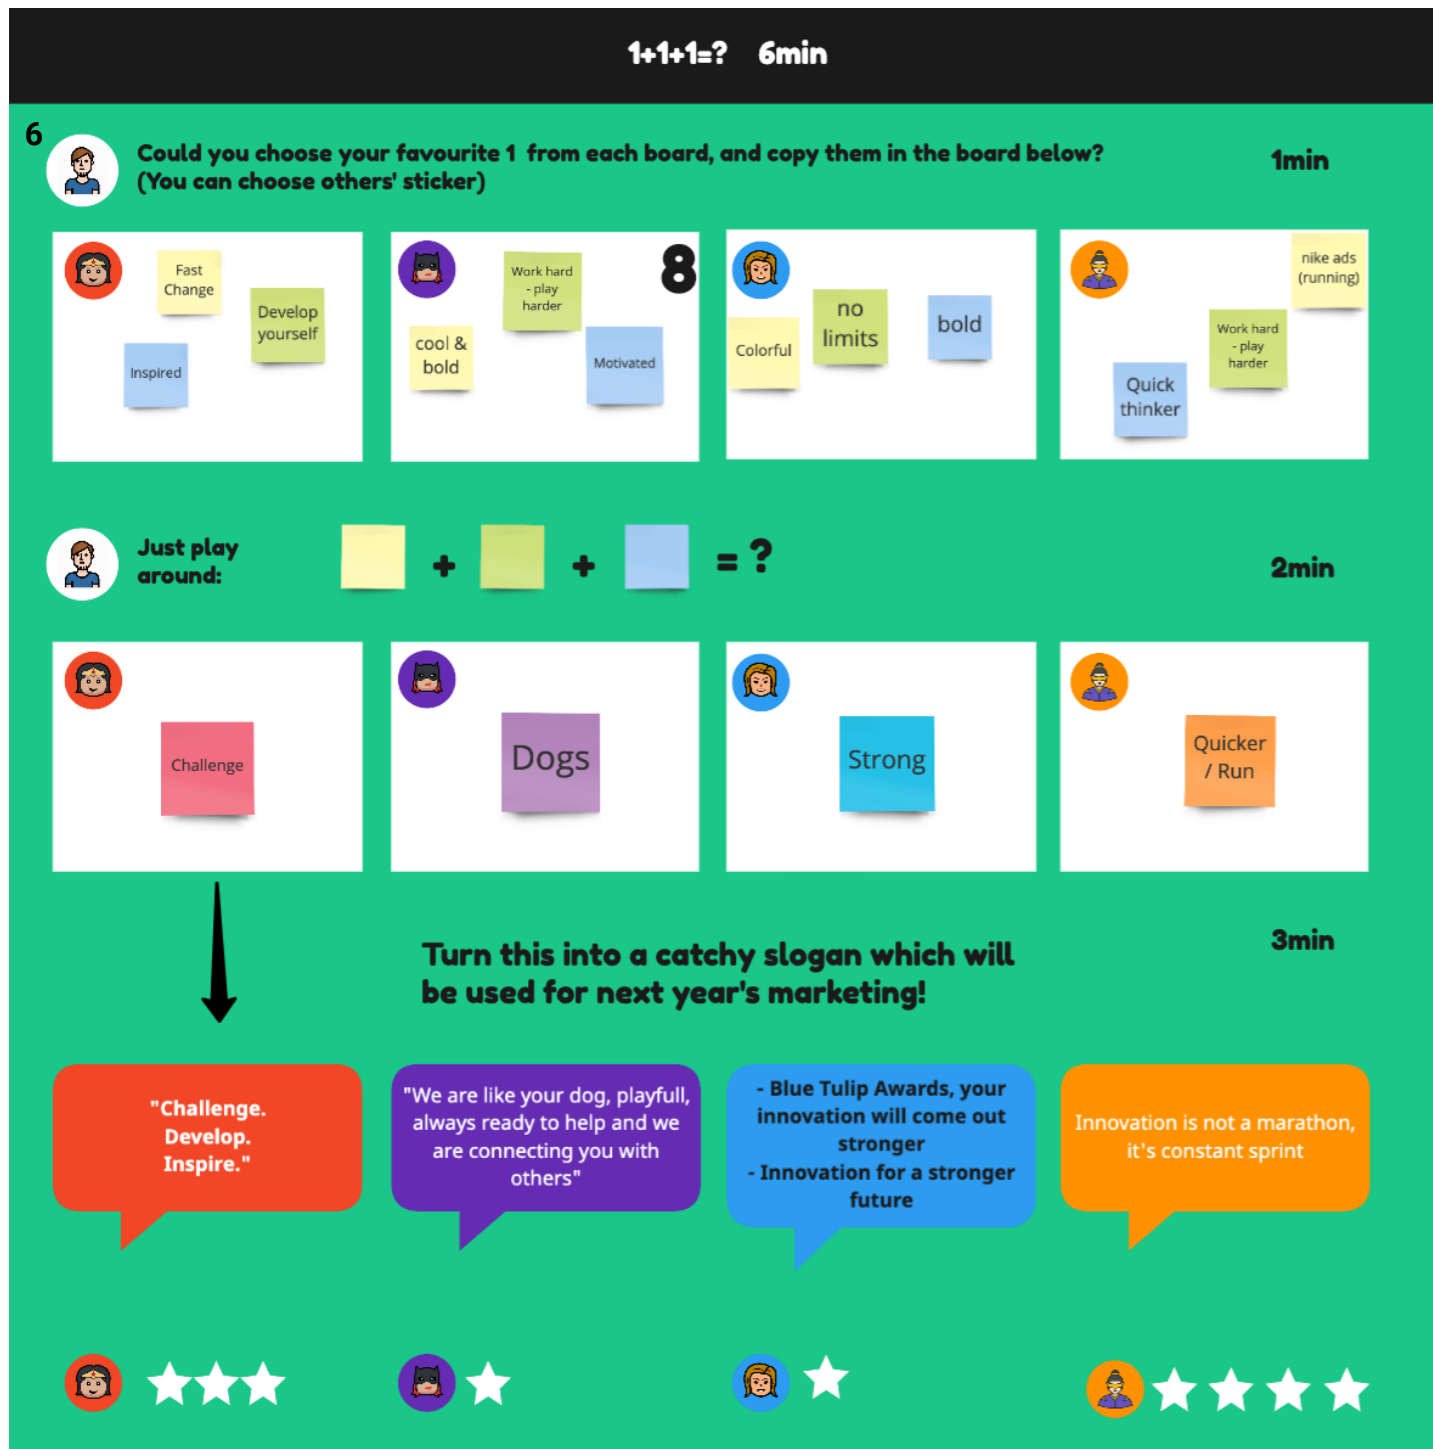 1+1+1=? 6min
6
Could you choose your favourite 1 from each board, and copy them in the board below?
(You can choose others' sticker)
1min
Fast
Change
Develop
yourself
Inspired
8
Work hard
- play
harder
cool &
bold
Motivated
no
limits
bold
Colorful
nike ads
(running)
Work hard
- play
harder
Quick
thinker
Just play
around:
+
+
= ?
2min
Challenge
Dogs
Strong
Quicker
/ Run
3min
Turn this into a catchy slogan which will
be used for next year's marketing!
"Challenge.
Develop.
Inspire."
"We are like your dog, playfull,
always ready to help and we
are connecting you with
others"
- Blue Tulip Awards, your
innovation will come out
stronger
- Innovation for a stronger
future
Innovation is not a marathon,
it's constant sprint